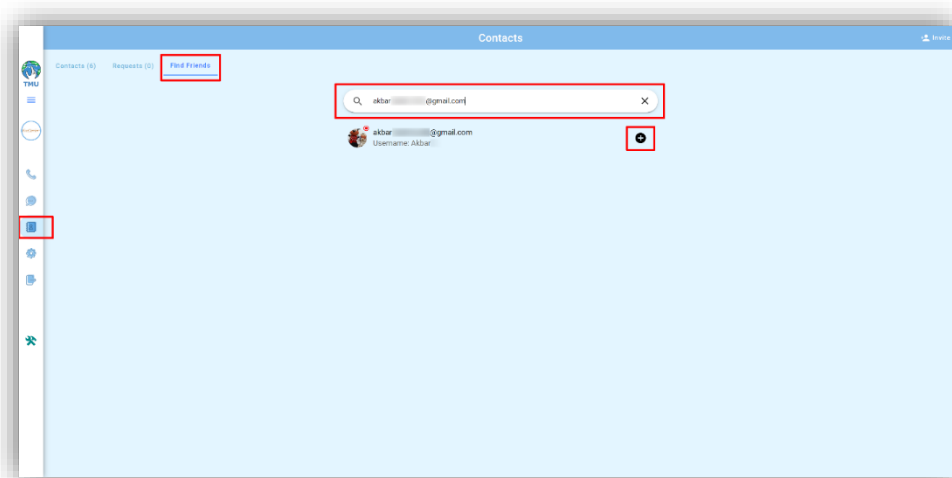 Contacts
Invite
TMU
Contacts (6) Requests (0) Find Friends
akbar @gmail.com
akbar @gmail.com
Username: Akbar